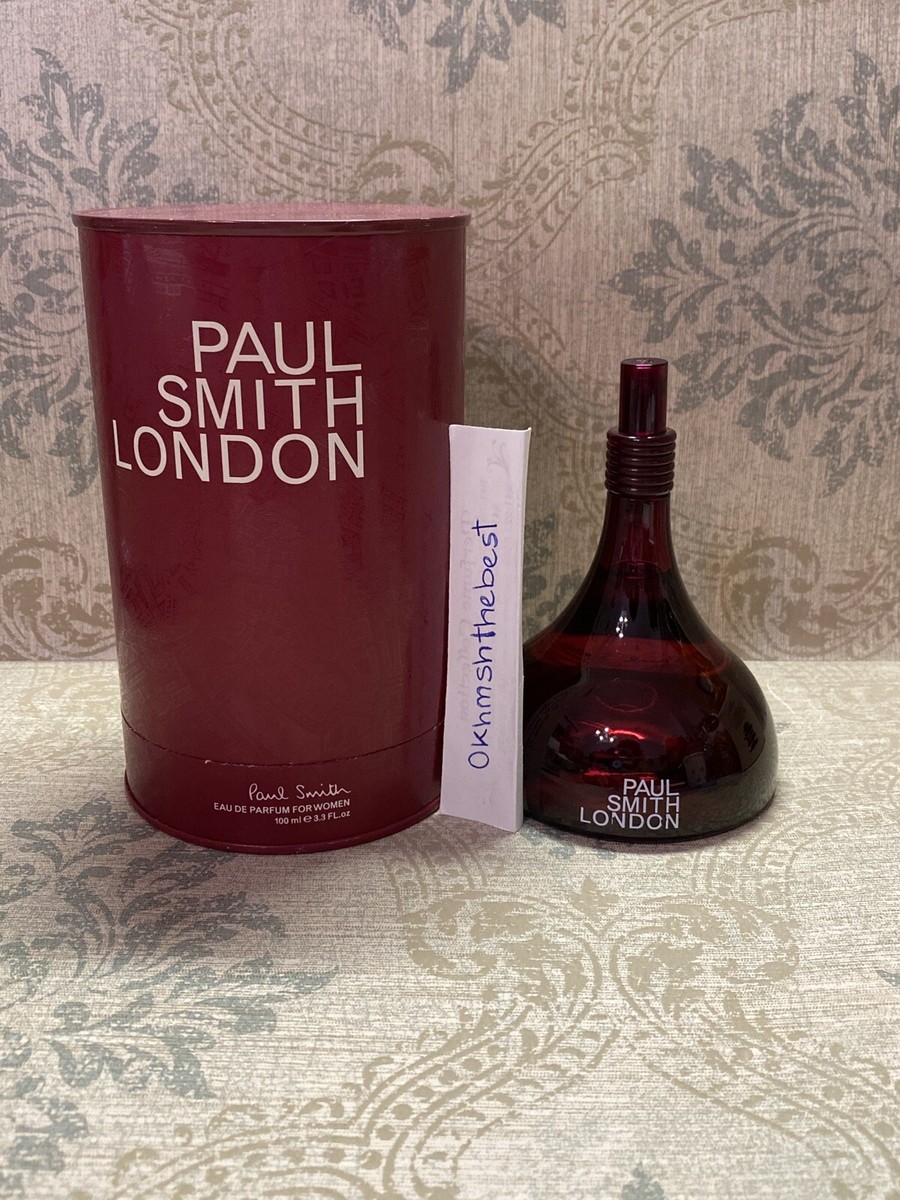 PAUL
SMITH
LONDON
Paul Smith
EAU DE PARFUM FOR WOMEN
100 ml e 3.3 FL.oz
Okhmshthebest
PAUL
SMITH
LONDON